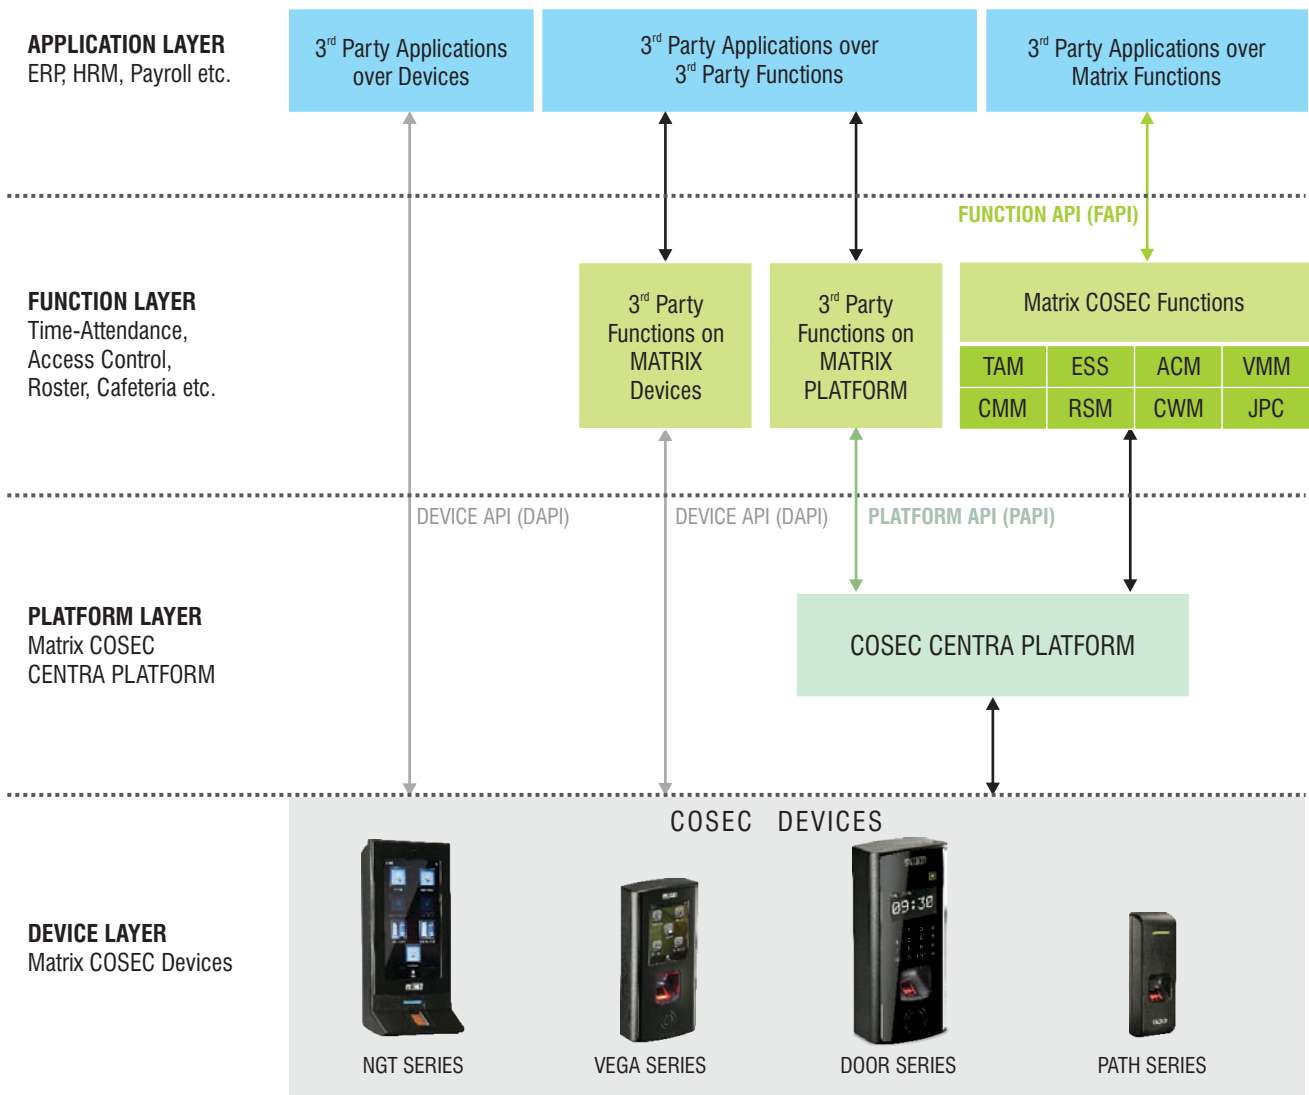 APPLICATION LAYER
ERP, HRM, Payroll etc.
3rd Party Applications
over Devices
3rd Party Applications over
3rd Party Functions
3rd Party Applications over
Matrix Functions
FUNCTION API (FAPI)
FUNCTION LAYER
Time-Attendance,
Access Control,
Roster, Cafeteria etc.
3rd Party
Functions on
MATRIX
Devices
3rd Party
Functions on
MATRIX
PLATFORM
Matrix COSEC Functions
TAM ESS ACM VMM
CMM RSM CWM JPC
DEVICE API (DAPI)
DEVICE API (DAPI)
PLATFORM API (PAPI)
PLATFORM LAYER
Matrix COSEC
CENTRA PLATFORM
COSEC CENTRA PLATFORM
COSEC DEVICES
09:30
DEVICE LAYER
Matrix COSEC Devices
NGT SERIES
VEGA SERIES
DOOR SERIES
PATH SERIES